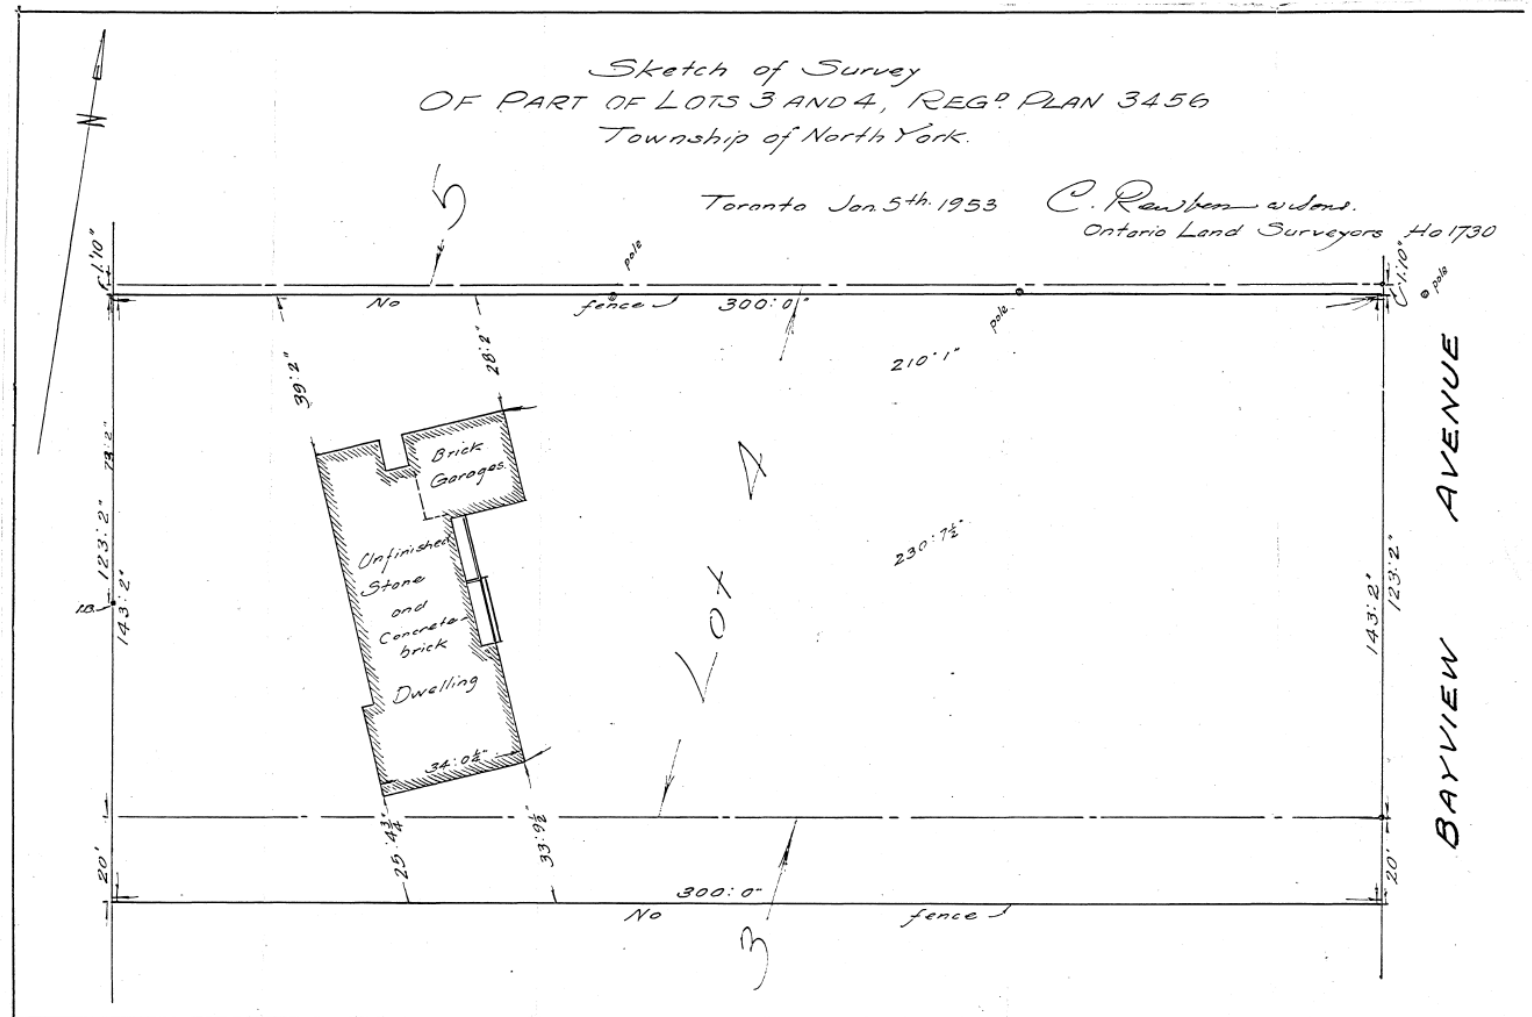 Sketch of Survey
OF PART OF LOTS 3 AND 4, REG.D PLAN 3456
Township of North York.
Toronto Jan. 5th. 1953
Ontario Land Surveyors No 1730
N
5
1'.10"
pole
1'.10"
pole
No fence 300'.0"
pole
39'.2"
28'.2"
210'.1"
73'.2"
123'.2"
143'.2"
I.B.
Brick
Garages.
4
Lot
230'.7½"
Unfinished
Stone
and
Concrete-
brick
Dwelling
34'.0¼"
143'.2"
123'.2"
BAYVIEW AVENUE
20'
25'.4¾"
33'.9½"
20'
300'.0"
No fence
3